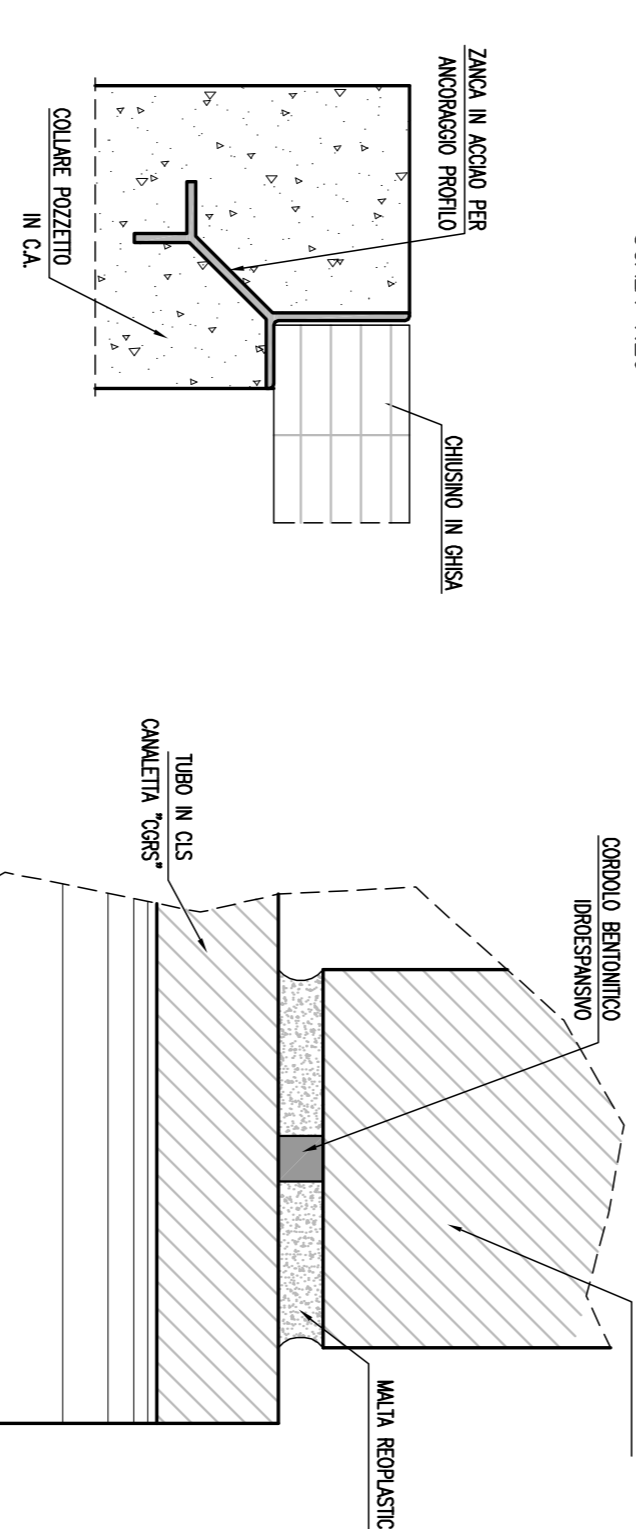 ZANCA IN ACCIAO PER
ANCORAGGIO PROFILO
COLLARE POZZETTO
IN C.A.
CHIUSINO IN GHISA
CORDOLO BENTONITICO
IDROESPANSIVO
TUBO IN CLS
CANALETTA "CGRS"
MALTA REOPLASTIC